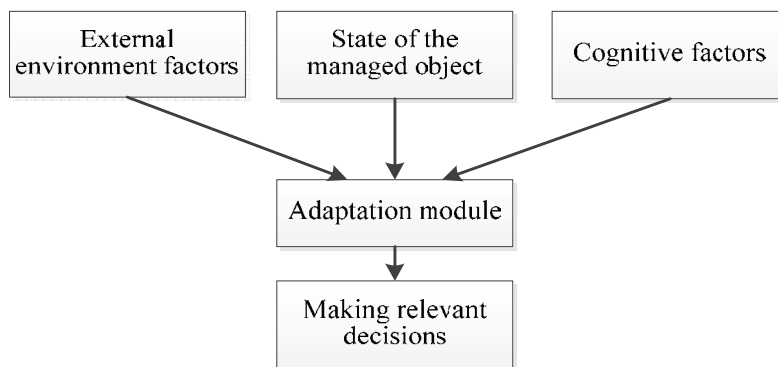 External
environment factors
State of the
managed object
Cognitive factors
Adaptation module
Making relevant
decisions